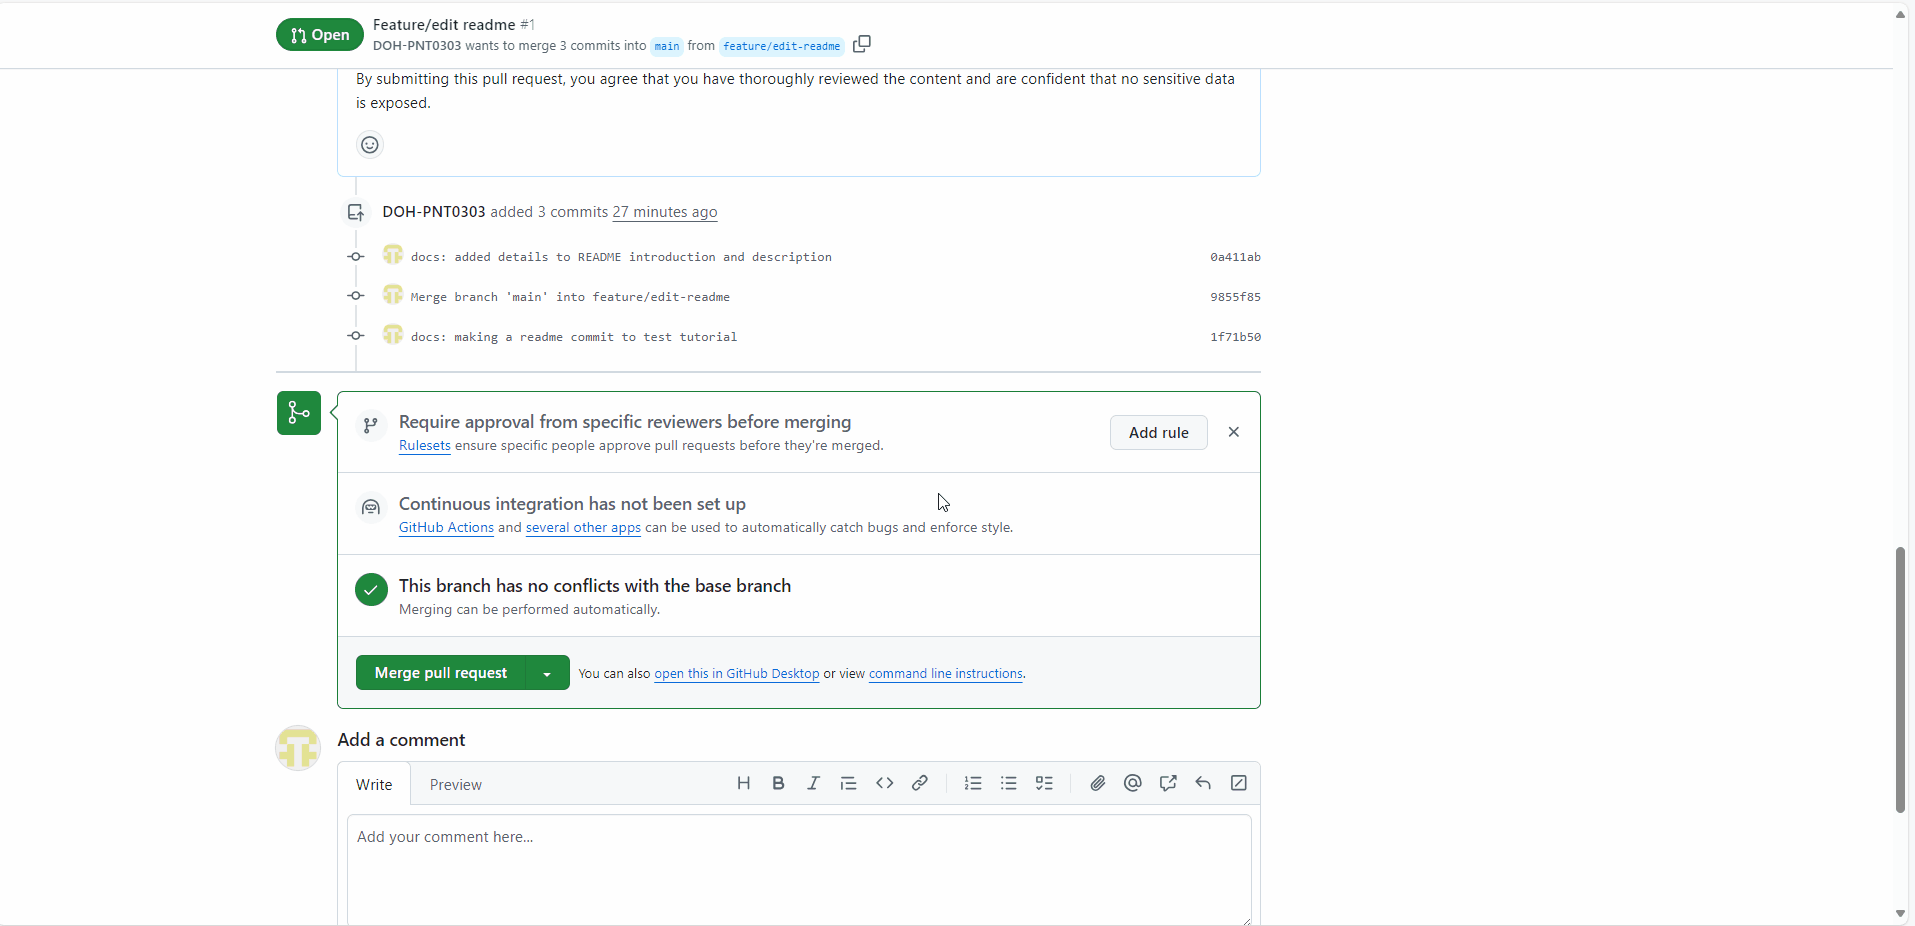 Open
Feature/edit readme #1
DOH-PNT0303 wants to merge 3 commits into main from feature/edit-readme
By submitting this pull request, you agree that you have thoroughly reviewed the content and are confident that no sensitive data
is exposed.
DOH-PNT0303 added 3 commits 27 minutes ago
docs: added details to README introduction and description 0a411ab
Merge branch 'main' into feature/edit-readme 9855f85
docs: making a readme commit to test tutorial 1f71b50
Require approval from specific reviewers before merging
Rulesets ensure specific people approve pull requests before they're merged.
Add rule
Continuous integration has not been set up
GitHub Actions and several other apps can be used to automatically catch bugs and enforce style.
This branch has no conflicts with the base branch
Merging can be performed automatically.
Merge pull request
You can also open this in GitHub Desktop or view command line instructions.
Add a comment
Write Preview
Add your comment here...